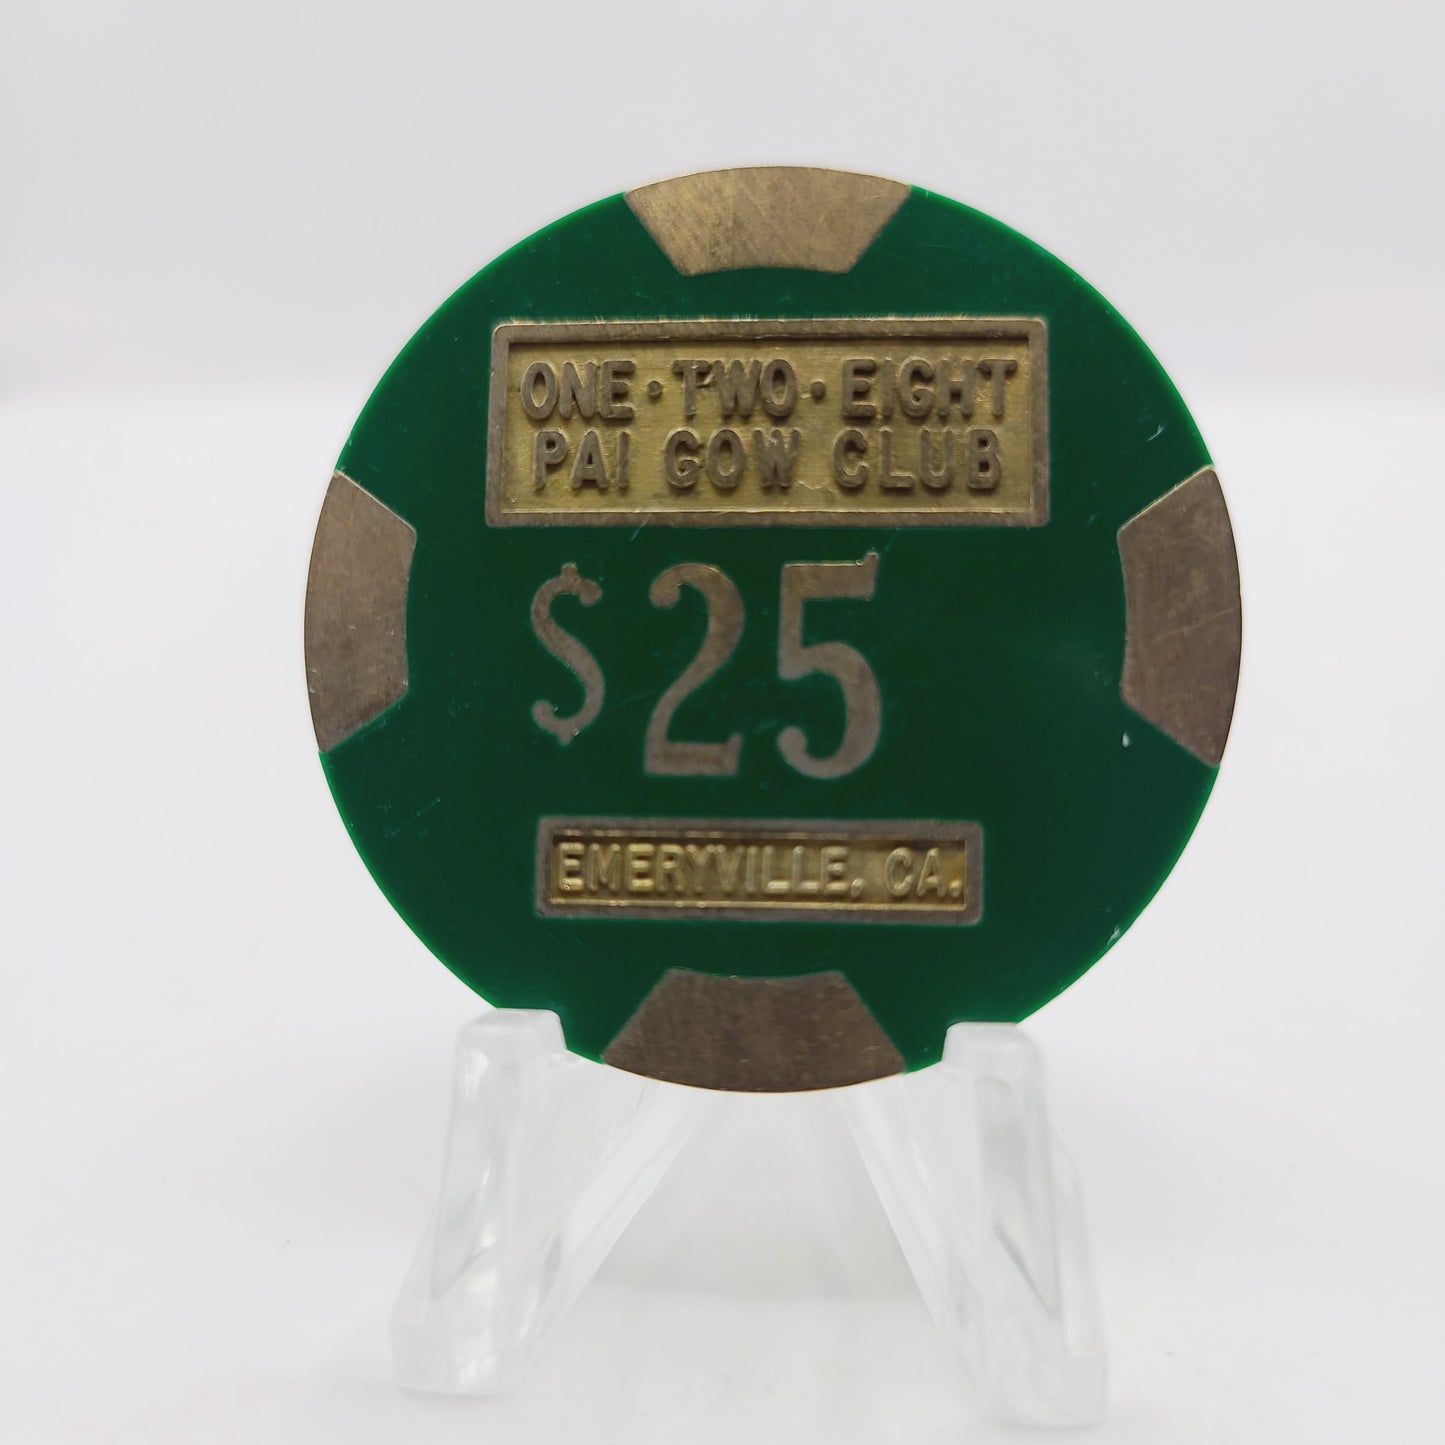 ONE·TWO·EIGHT
PAI GOW CLUB
$25
EMERYVILLE, CA.